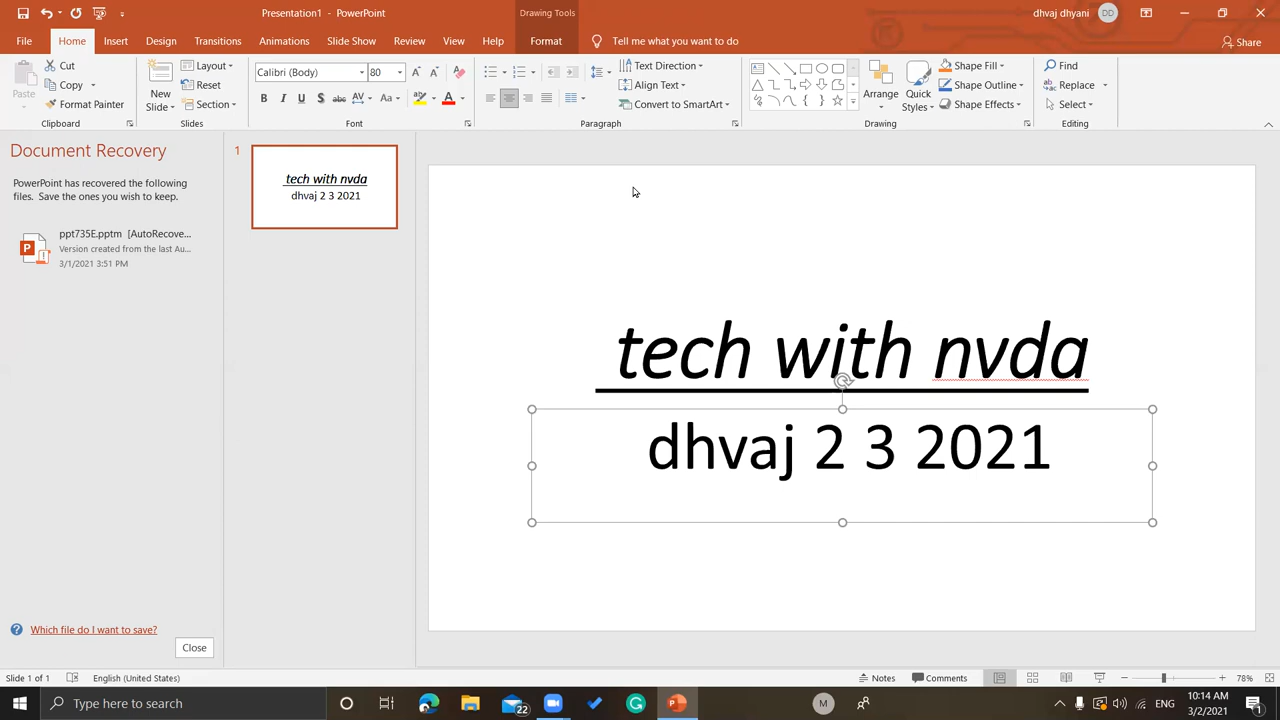 Presentation1 - PowerPoint
Drawing Tools
dhvaj dhyani
DD
File
Home
Insert
Design
Transitions
Animations
Slide Show
Review
View
Help
Format
Tell me what you want to do
Share
Paste
Cut
Copy
Format Painter
Clipboard
New Slide
Layout
Reset
Section
Slides
Calibri (Body)
80
Font
Text Direction
Align Text
Convert to SmartArt
Paragraph
Arrange
Quick Styles
Shape Fill
Shape Outline
Shape Effects
Drawing
Find
Replace
Select
Editing
Document Recovery
PowerPoint has recovered the following
files. Save the ones you wish to keep.
ppt735E.pptm [AutoRecove...
Version created from the last Au...
3/1/2021 3:51 PM
Which file do I want to save?
Close
1
tech with nvda
dhvaj 2 3 2021
tech with nvda
dhvaj 2 3 2021
Slide 1 of 1
English (United States)
Notes
Comments
78%
Type here to search
22
M
ENG
10:14 AM
3/2/2021